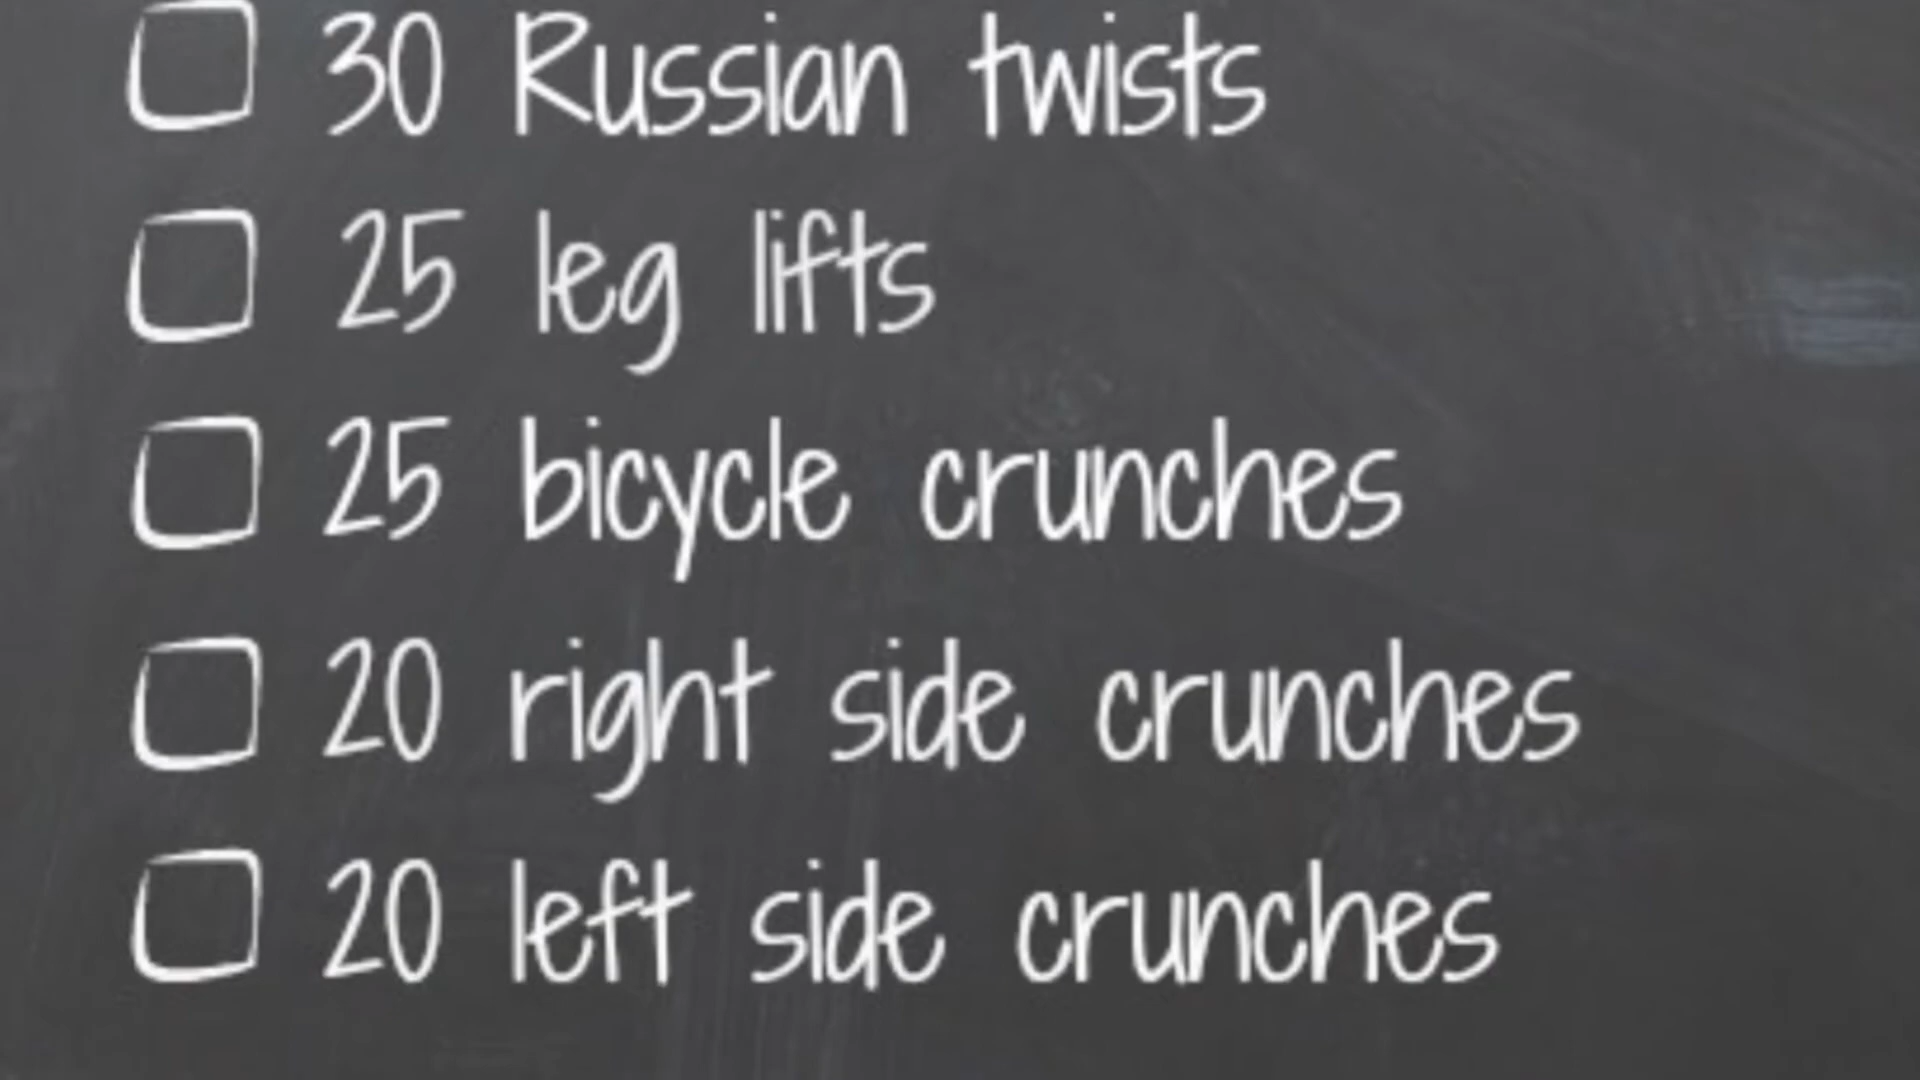 30 Russian twists
25 leg lifts
25 bicycle crunches
20 right side crunches
20 left side crunches